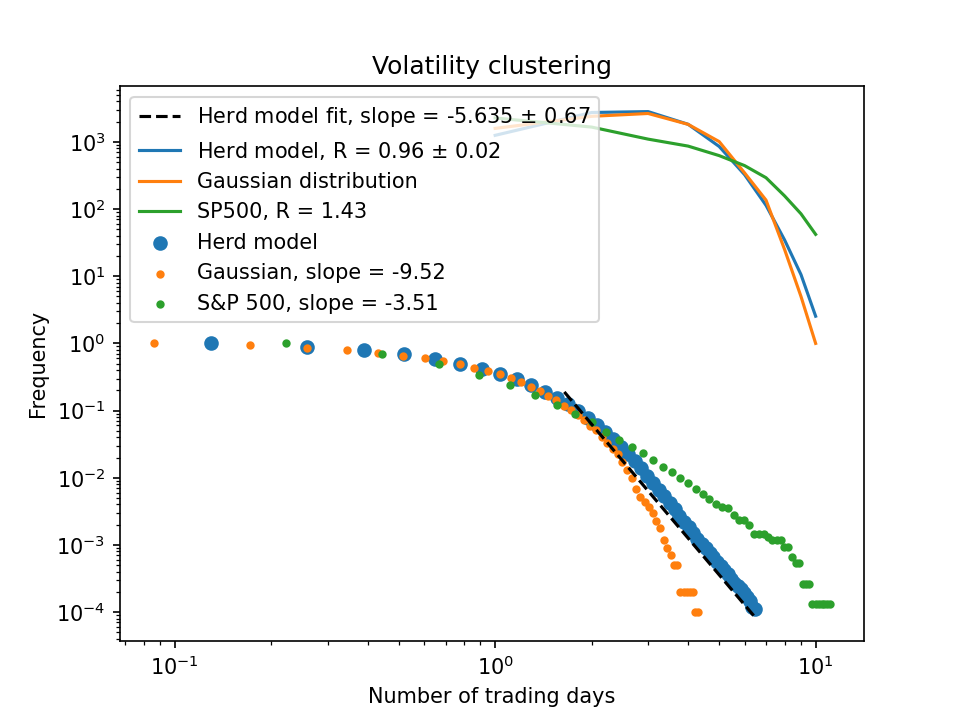 Volatility clustering
Herd model fit, slope = -5.635 ± 0.67
Herd model, R = 0.96 ± 0.02
Gaussian distribution
SP500, R = 1.43
Herd model
Gaussian, slope = -9.52
S&P 500, slope = -3.51
10³
10²
10¹
10⁰
10⁻¹
10⁻²
10⁻³
10⁻⁴
Frequency
10⁻¹ 10⁰ 10¹
Number of trading days